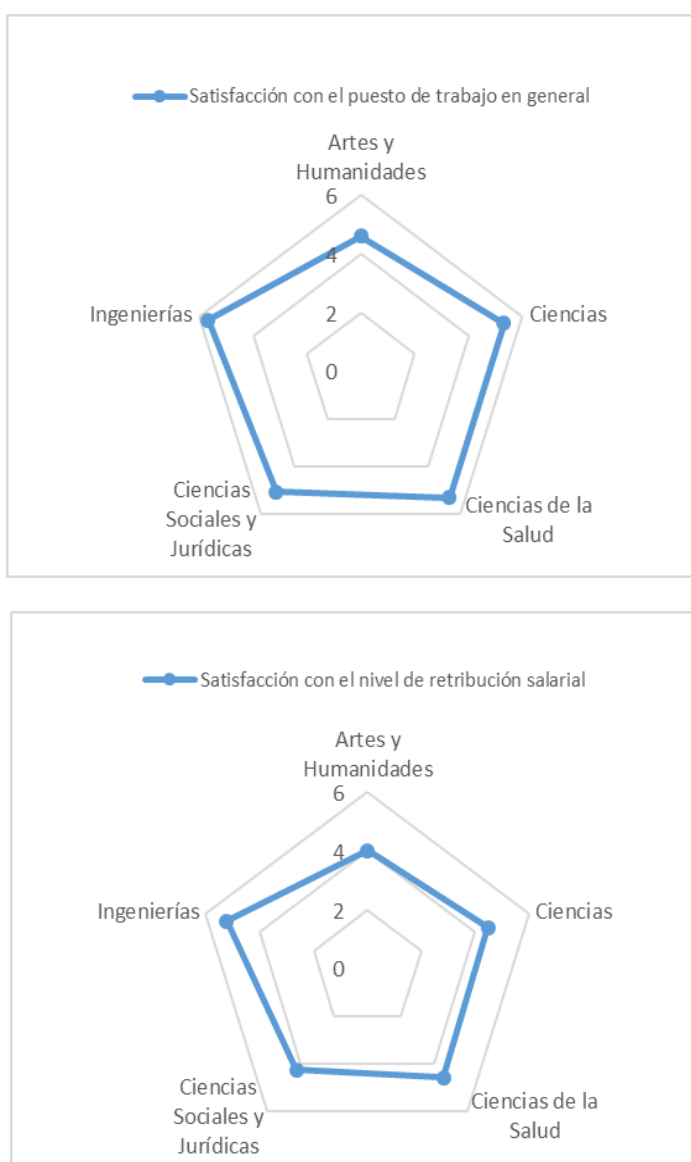 Satisfacción con el puesto de trabajo en general
Artes y
Humanidades
6
4
2
0
Ingenierías
Ciencias
Ciencias
Sociales y
Jurídicas
Ciencias de la
Salud
Satisfacción con el nivel de retribución salarial
Artes y
Humanidades
6
4
2
0
Ingenierías
Ciencias
Ciencias
Sociales y
Jurídicas
Ciencias de la
Salud